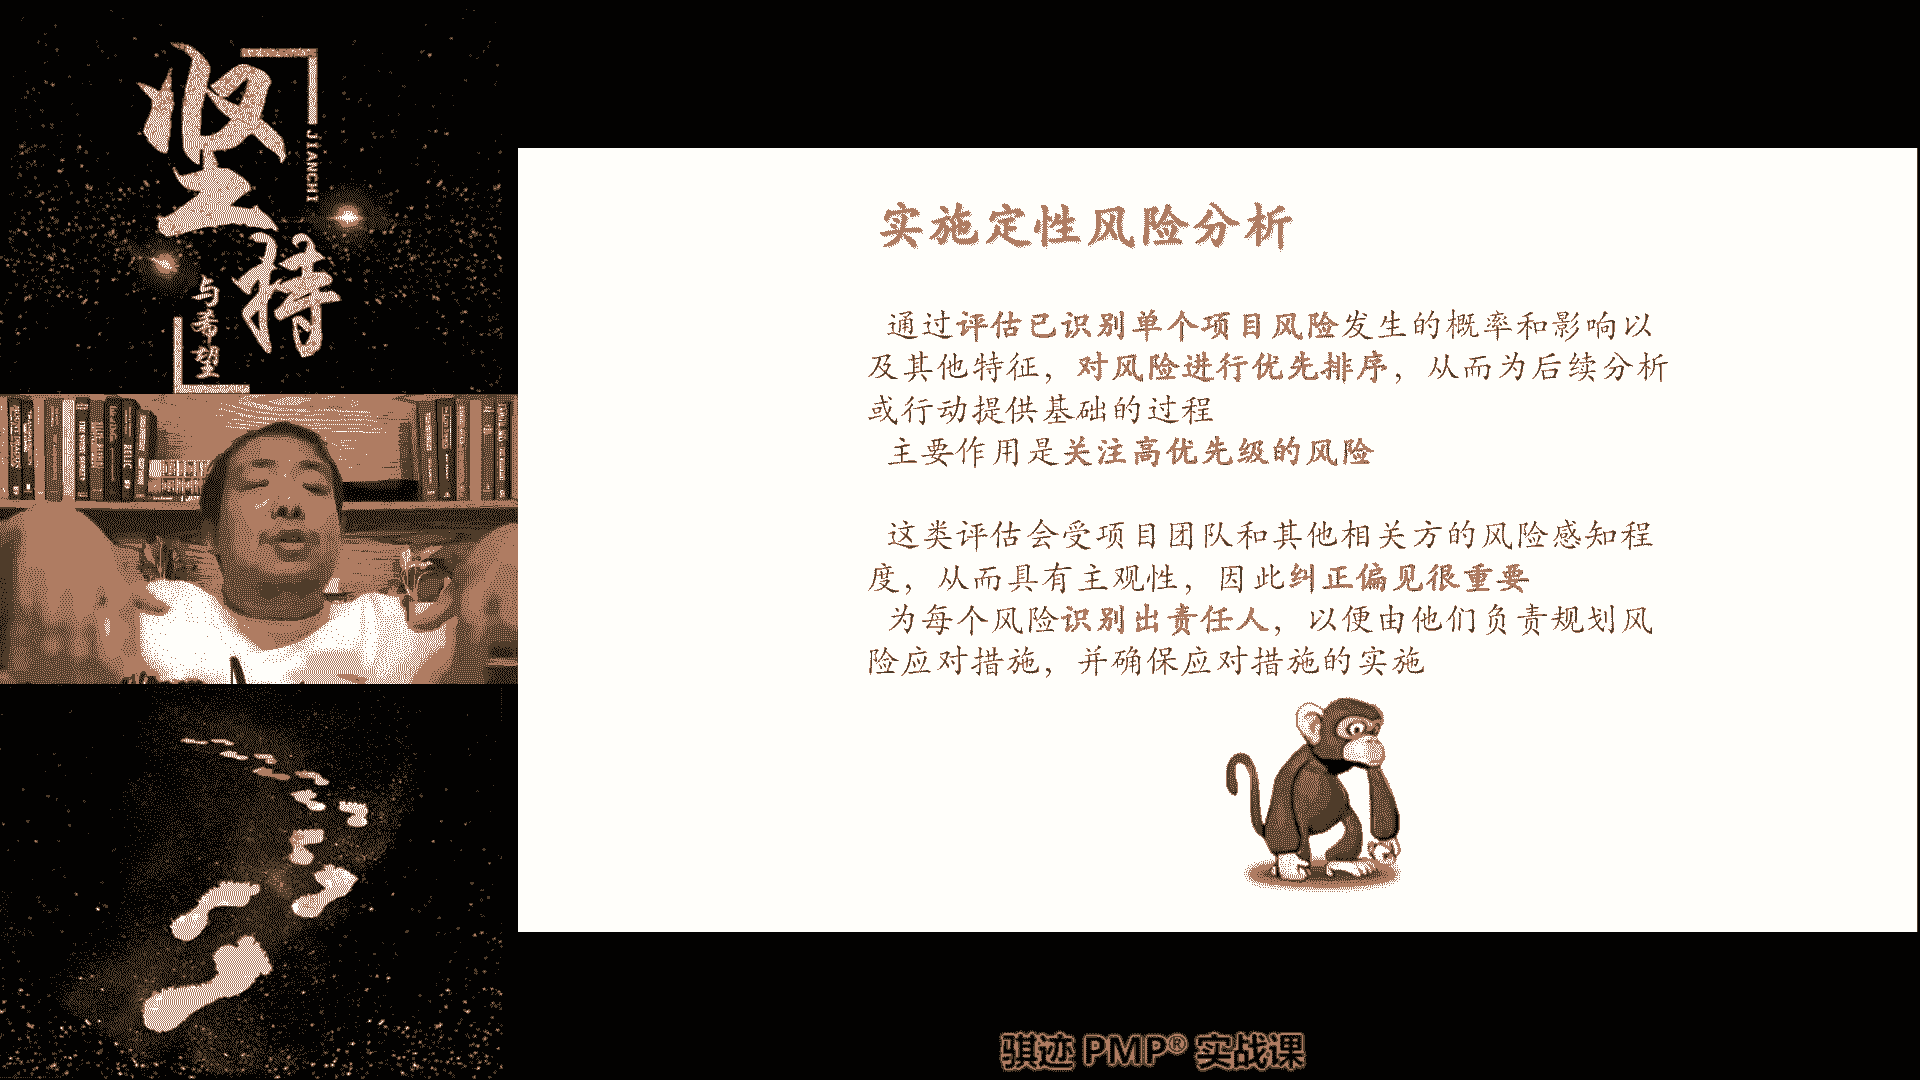 坚持
JIANCHI
与希望
实施定性风险分析
通过评估已识别单个项目风险发生的概率和影响以
及其他特征，对风险进行优先排序，从而为后续分析
或行动提供基础的过程
主要作用是关注高优先级的风险
这类评估会受项目团队和其他相关方的风险感知程
度，从而具有主观性，因此纠正偏见很重要
为每个风险识别出责任人，以便由他们负责规划风
险应对措施，并确保应对措施的实施
骐迹 PMP® 实战课